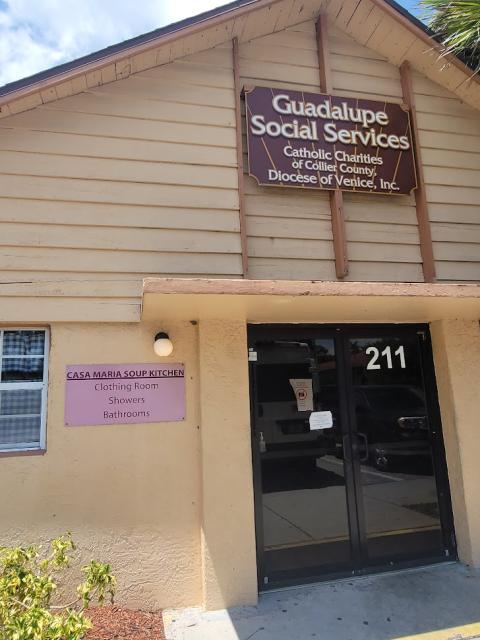 Guadalupe
Social Services
Catholic Charities
of Collier County,
Diocese of Venice, Inc.
211
CASA MARIA SOUP KITCHEN
Clothing Room
Showers
Bathrooms